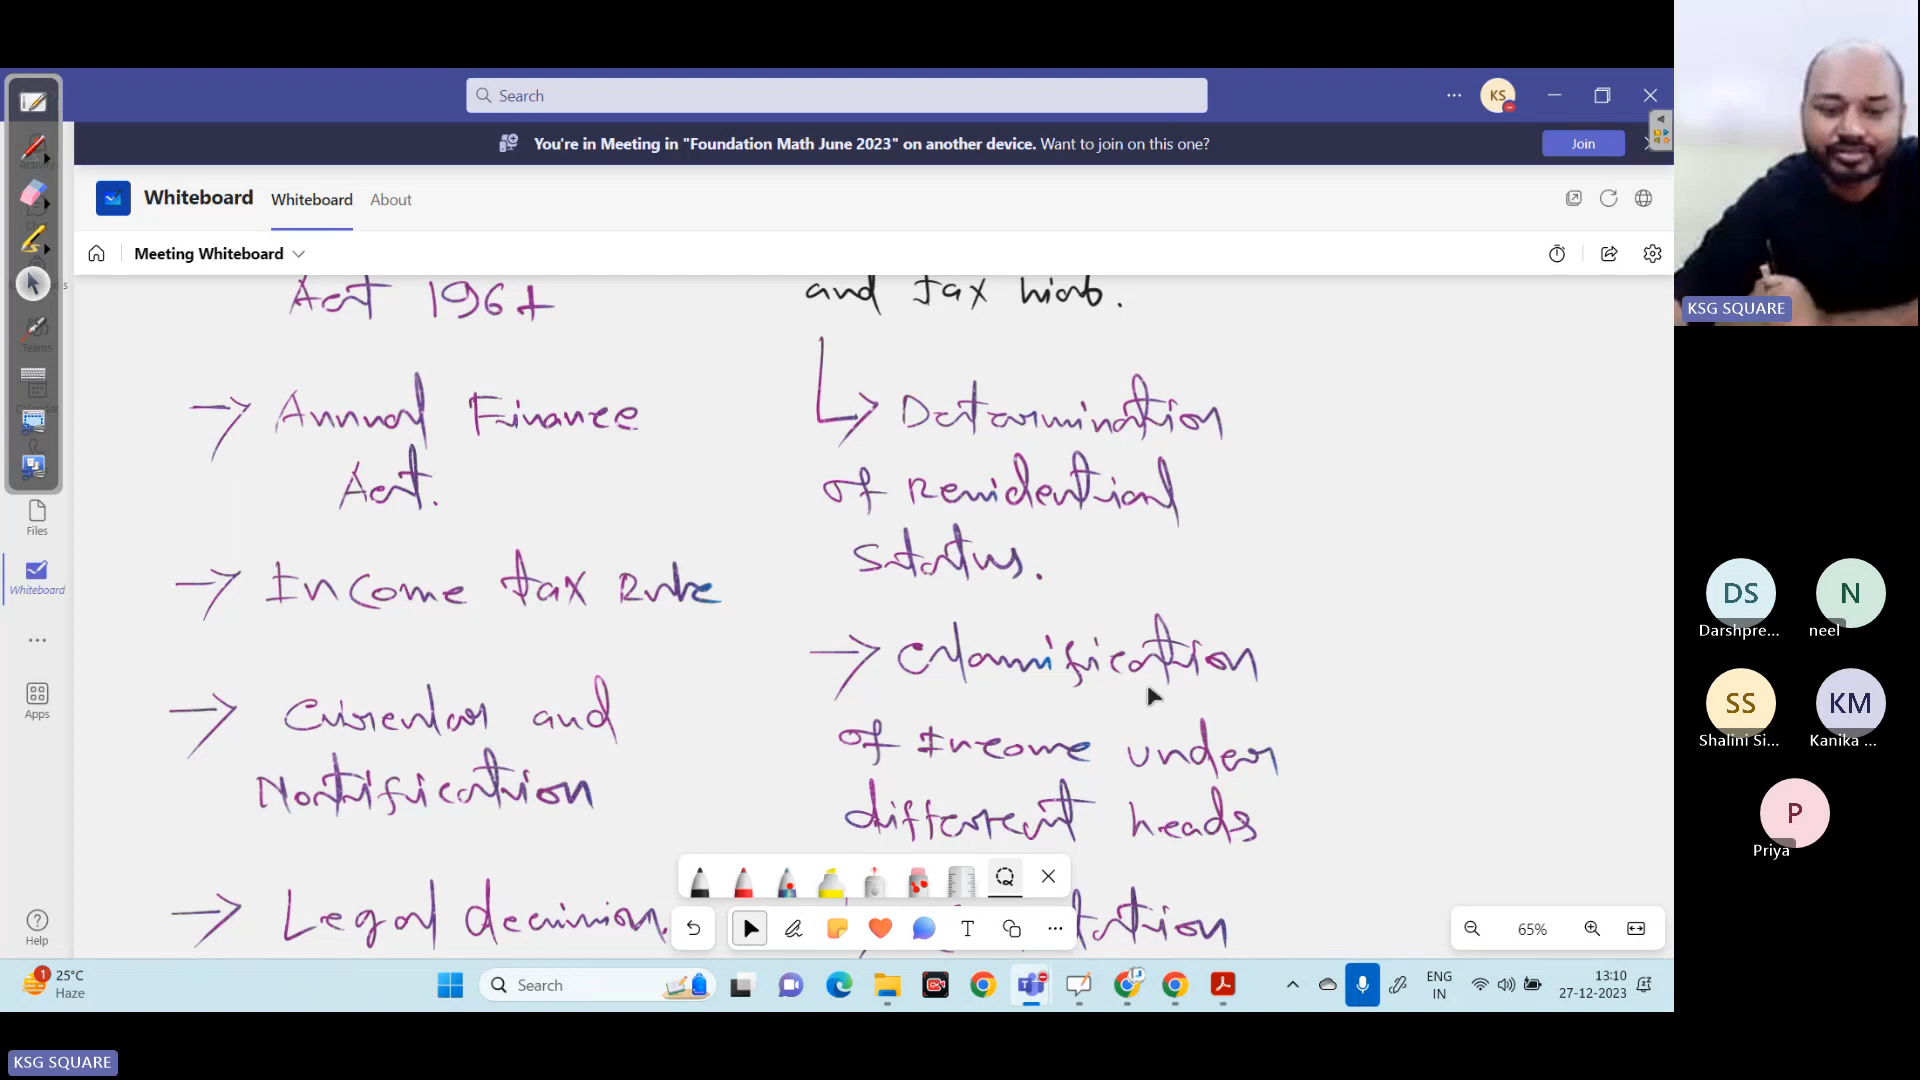 Search
KS
You're in Meeting in "Foundation Math June 2023" on another device. Want to join on this one?
Join
Whiteboard
Whiteboard
About
Meeting Whiteboard
KSG SQUARE
Act 1961
and Tax
→ Annual Finance
Act.
→ Income tax Rule
→ Circular and
Notification
→ Legal decision.
→ Determination
of Residential
Status.
→ Classification
of Income under
different heads
tation
Teams
Files
Whiteboard
Apps
Help
65%
DS
Darshpre...
N
neel
SS
Shalini Si...
KM
Kanika ...
P
Priya
1
25°C
Haze
Search
ENG
IN
13:10
27-12-2023
KSG SQUARE